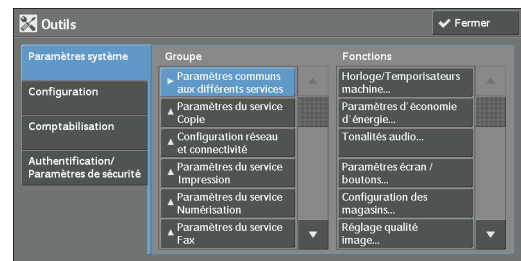 Outils
Fermer
Paramètres système
Configuration
Comptabilisation
Authentification/
Paramètres de sécurité
Groupe
Paramètres communs
aux différents services
Paramètres du service
Copie
Configuration réseau
et connectivité
Paramètres du service
Impression
Paramètres du service
Numérisation
Paramètres du service
Fax
Fonctions
Horloge/Temporisateurs
machine...
Paramètres d'économie
d'énergie...
Tonalités audio...
Paramètres écran /
boutons...
Configuration des
magasins...
Réglage qualité
image...